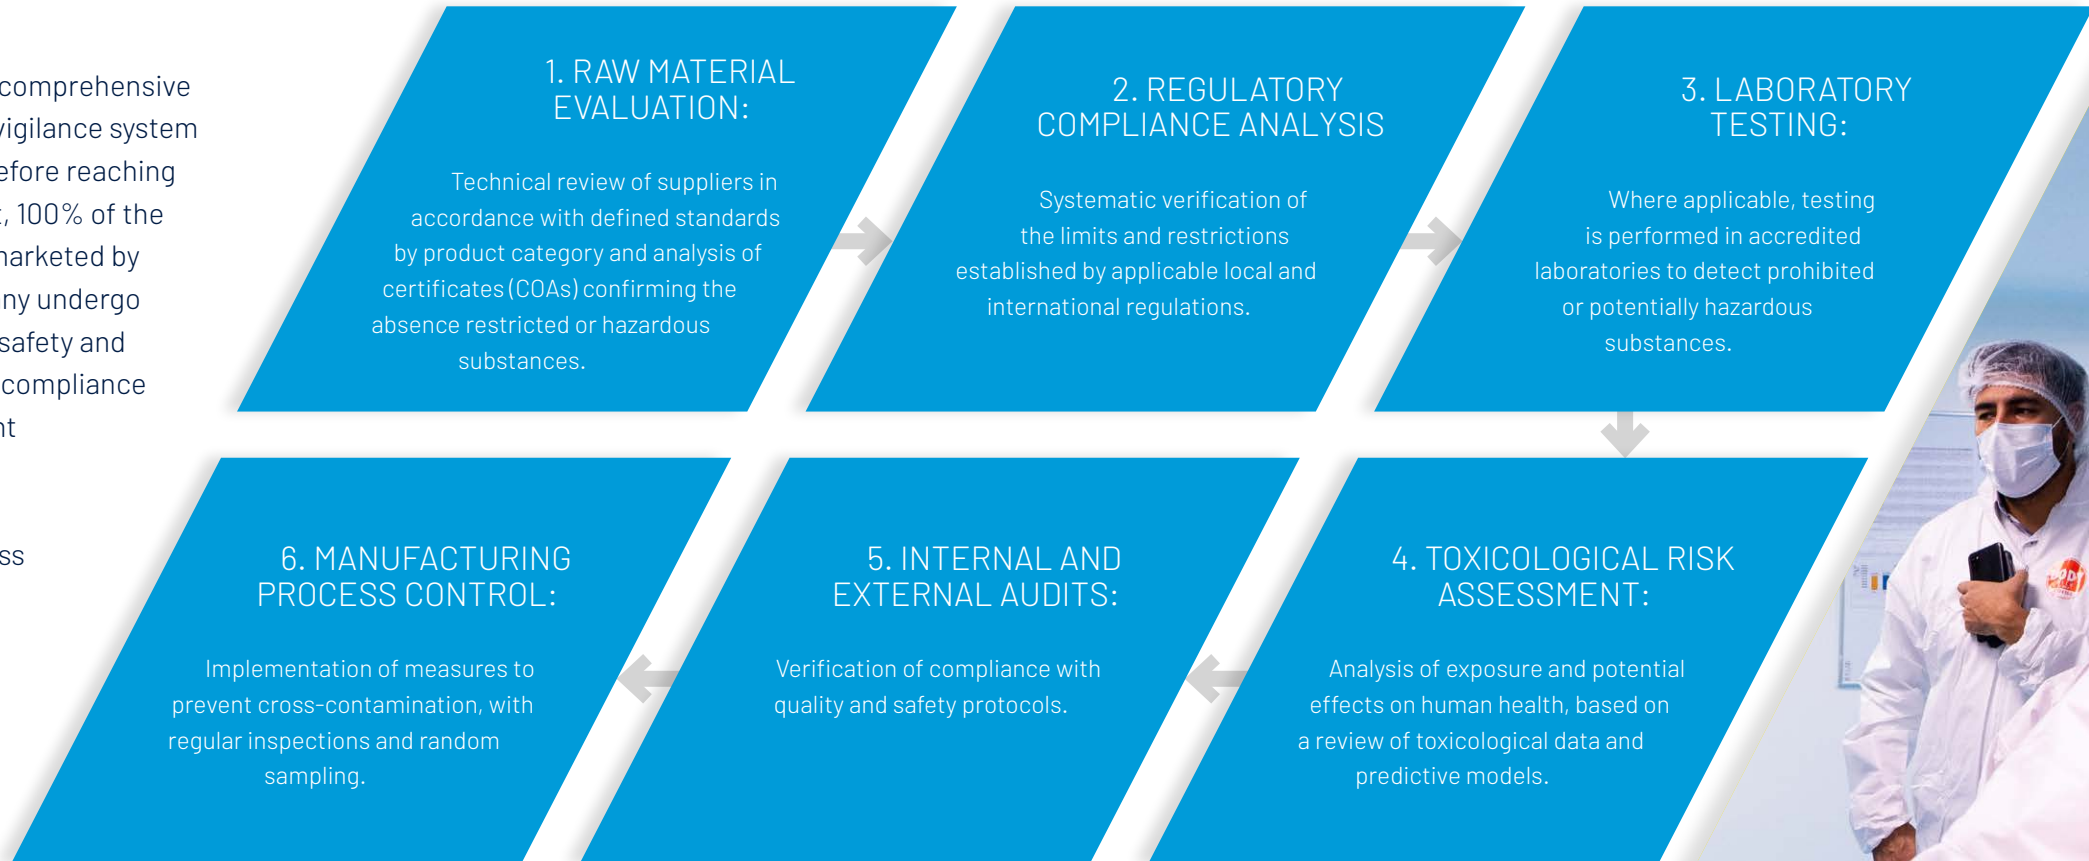 comprehensive
vigilance system
before reaching
, 100% of the
marketed by
undergo
safety and
compliance
1. RAW MATERIAL
EVALUATION:
Technical review of suppliers in
accordance with defined standards
by product category and analysis of
certificates (COAs) confirming the
absence restricted or hazardous
substances.
2. REGULATORY
COMPLIANCE ANALYSIS
Systematic verification of
the limits and restrictions
established by applicable local and
international regulations.
3. LABORATORY
TESTING:
Where applicable, testing
is performed in accredited
laboratories to detect prohibited
or potentially hazardous
substances.
4. TOXICOLOGICAL RISK
ASSESSMENT:
Analysis of exposure and potential
effects on human health, based on
a review of toxicological data and
predictive models.
5. INTERNAL AND
EXTERNAL AUDITS:
Verification of compliance with
quality and safety protocols.
6. MANUFACTURING
PROCESS CONTROL:
Implementation of measures to
prevent cross-contamination, with
regular inspections and random
sampling.